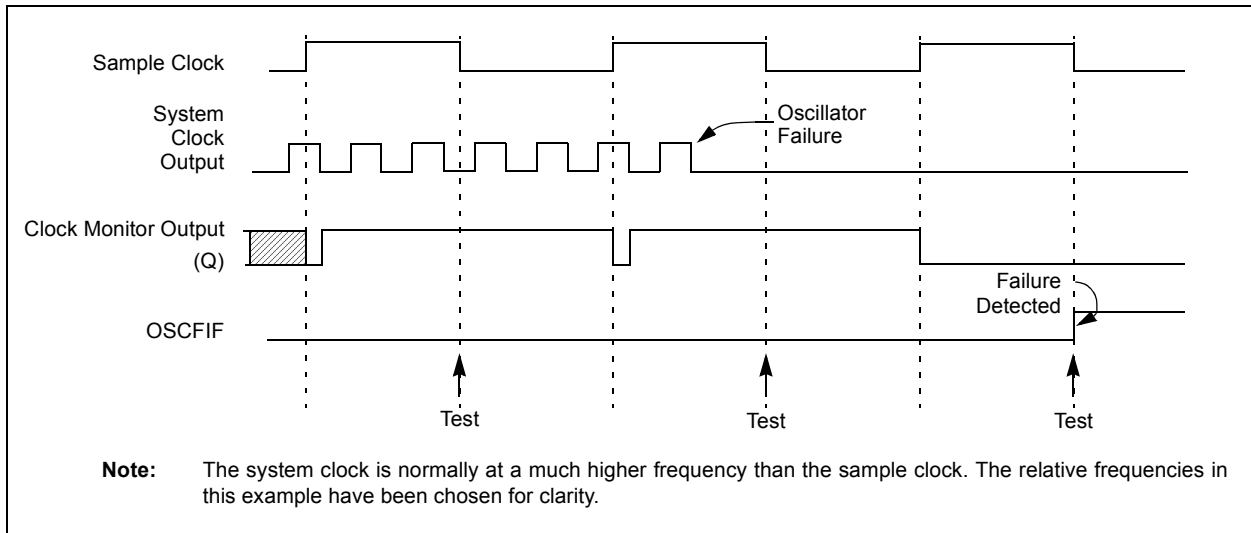 Sample Clock
System
Clock
Output
Oscillator
Failure
Clock Monitor Output
(Q)
Failure
Detected
OSCFIF
Test
Test
Test
Note: The system clock is normally at a much higher frequency than the sample clock. The relative frequencies in
this example have been chosen for clarity.